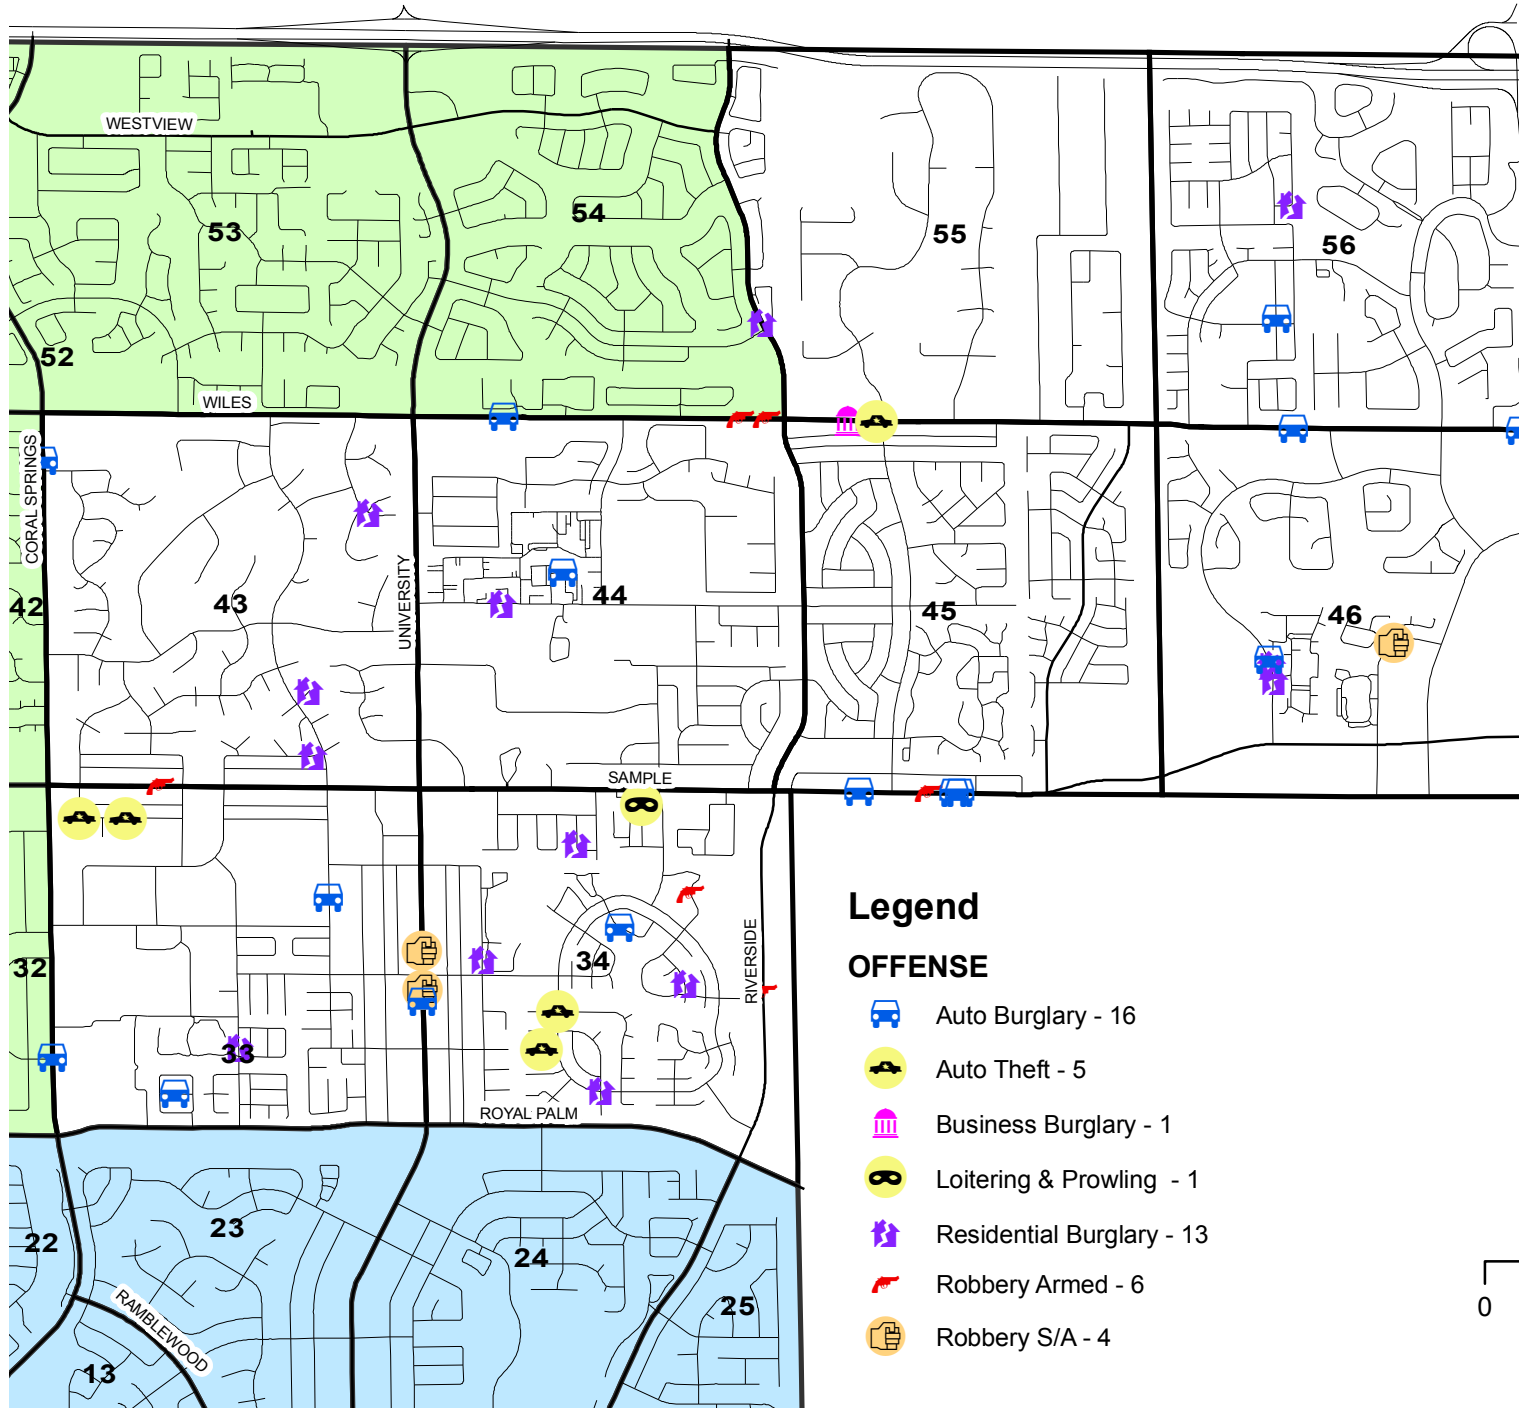 WESTVIEW
53
54
55
56
52
WILES
CORAL SPRINGS
UNIVERSITY
42
43
44
45
46
SAMPLE
RIVERSIDE
32
33
34
ROYAL PALM
22
23
24
25
RAMBLEWOOD
13
Legend
OFFENSE
Auto Burglary - 16
Auto Theft - 5
Business Burglary - 1
Loitering & Prowling - 1
Residential Burglary - 13
Robbery Armed - 6
Robbery S/A - 4
0